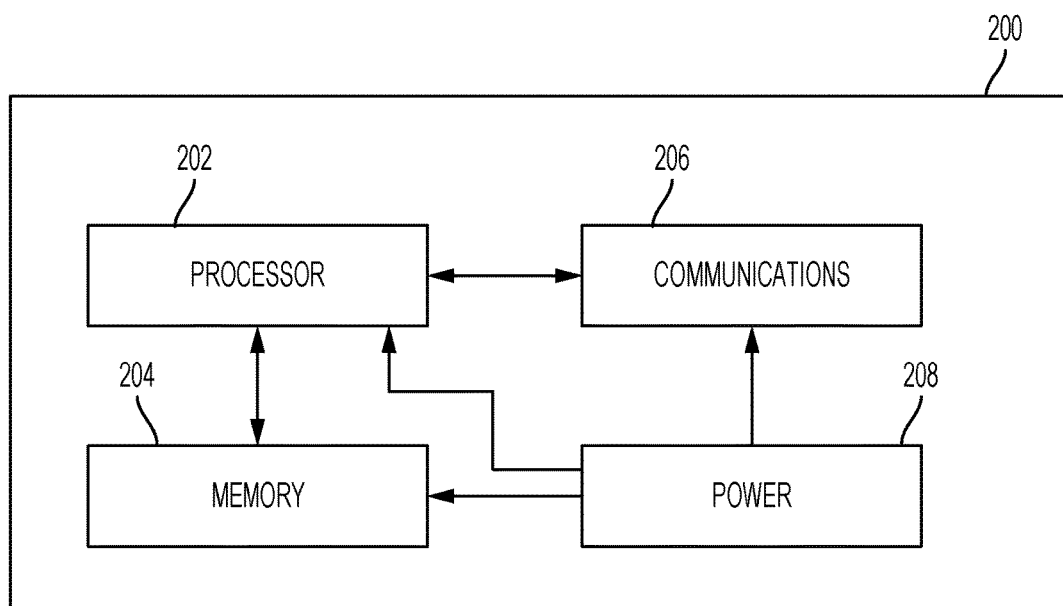 200
202
206
PROCESSOR
COMMUNICATIONS
204
208
MEMORY
POWER